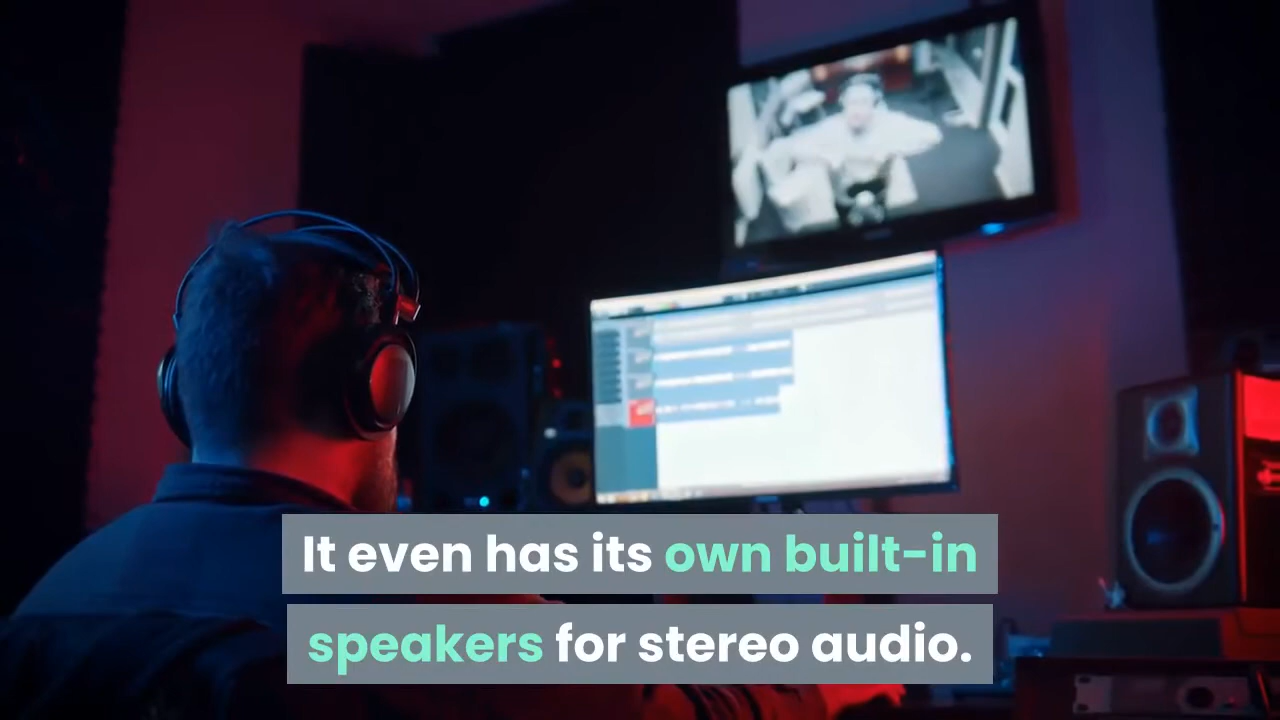 It even has its own built-in
speakers for stereo audio.